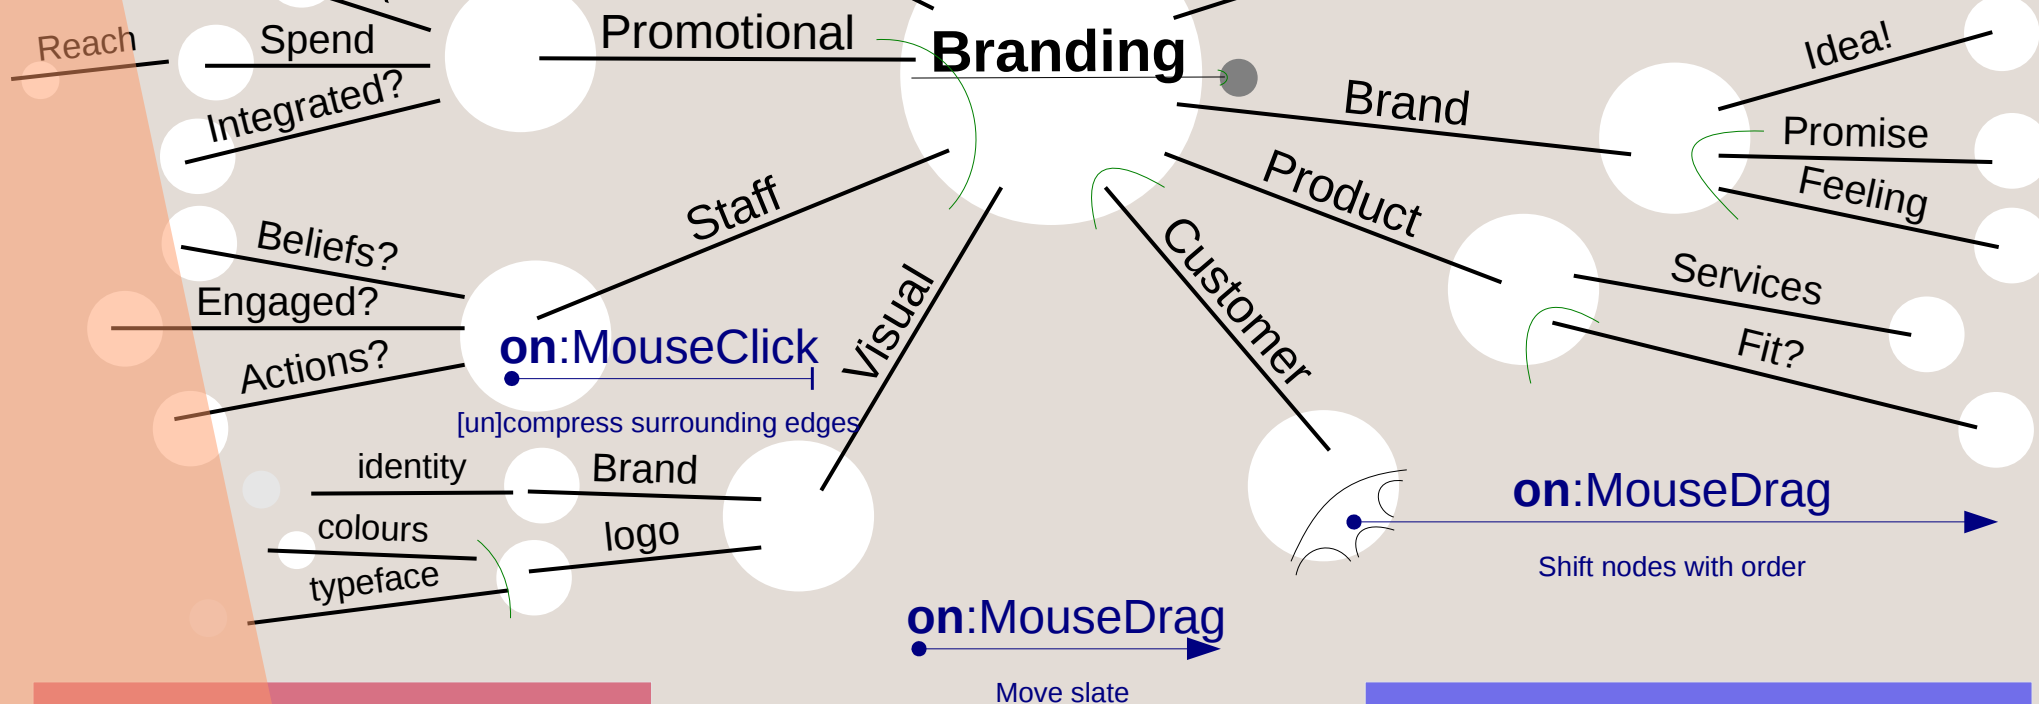 Reach
Spend
Integrated?
Promotional
Branding
Brand
Idea!
Promise
Feeling
Staff
Product
Beliefs?
Engaged?
Actions?
Visual
Customer
Services
Fit?
on:MouseClick
[un]compress surrounding edges
identity
Brand
colours
logo
typeface
on:MouseDrag
Shift nodes with order
on:MouseDrag
Move slate